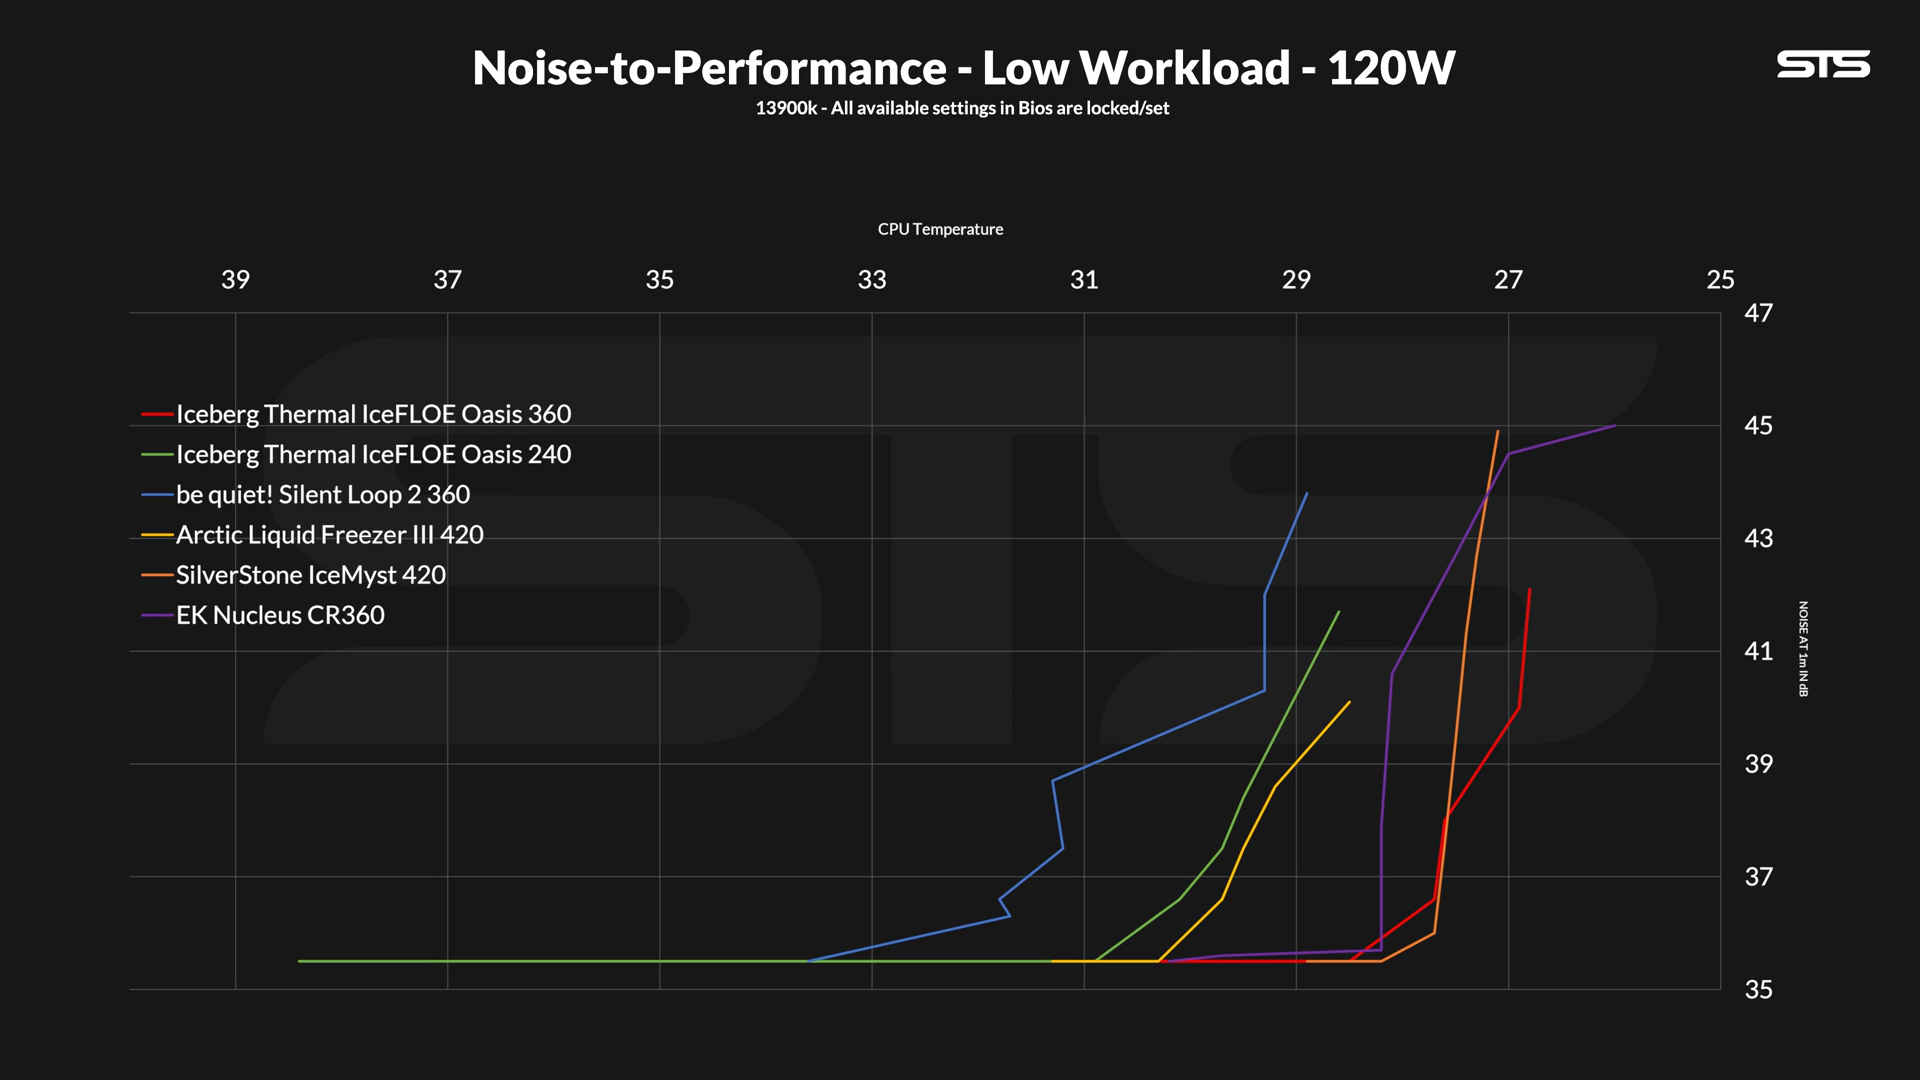 Noise-to-Performance - Low Workload - 120W
STS
13900k - All available settings in Bios are locked/set
CPU Temperature
39 37 35 33 31 29 27 25
47
45
43
41
39
37
35
Iceberg Thermal IceFLOE Oasis 360
Iceberg Thermal IceFLOE Oasis 240
be quiet! Silent Loop 2 360
Arctic Liquid Freezer III 420
SilverStone IceMyst 420
EK Nucleus CR360
NOISE AT 1m IN dB
STS